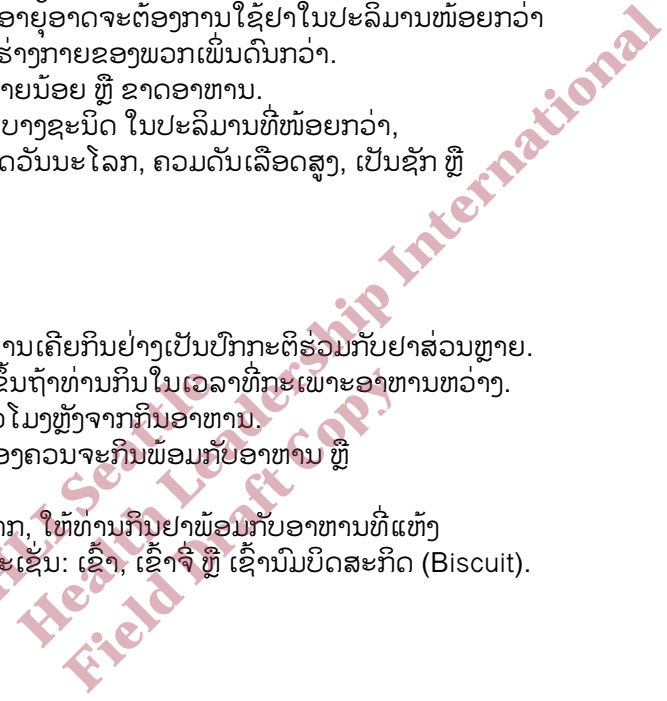 ອາຍຸອາດຈະຕ້ອງການໃຊ້ຢາໃນປະລິມານໜ້ອຍກວ່າ
ຮ່າງກາຍຂອງພວກເພິ່ນດົນກວ່າ.
າຍນ້ອຍ ຫຼື ຂາດອາຫານ.
ບາງຊະນິດ ໃນປະລິມານທີ່ໜ້ອຍກວ່າ,
ດວັນນະໂລກ, ຄວມດັນເລືອດສູງ, ເປັນຊັກ ຫຼື
ານເຄີຍກິນຢ່າງເປັນປົກກະຕິຮ່ວມກັບຢາສ່ວນຫຼາຍ.
ຂຶ້ນຖ້າທ່ານກິນໃນເວລາທີ່ກະເພາະອາຫານຫວ່າງ.
ວໂມງຫຼັງຈາກກິນອາຫານ.
ອງຄວນຈະກິນພ້ອມກັບອາຫານ ຫຼື
າກ, ໃຫ້ທ່ານກິນຢາພ້ອມກັບອາຫານທີ່ແຫ້ງ
ະເຊັ່ນ: ເຂົ້າ, ເຂົ້າຈີ່ ຫຼື ເຂົ້ານົມບິດສະກິດ (Biscuit).
HLI Seattle
Health Leadership International
Field Draft Copy